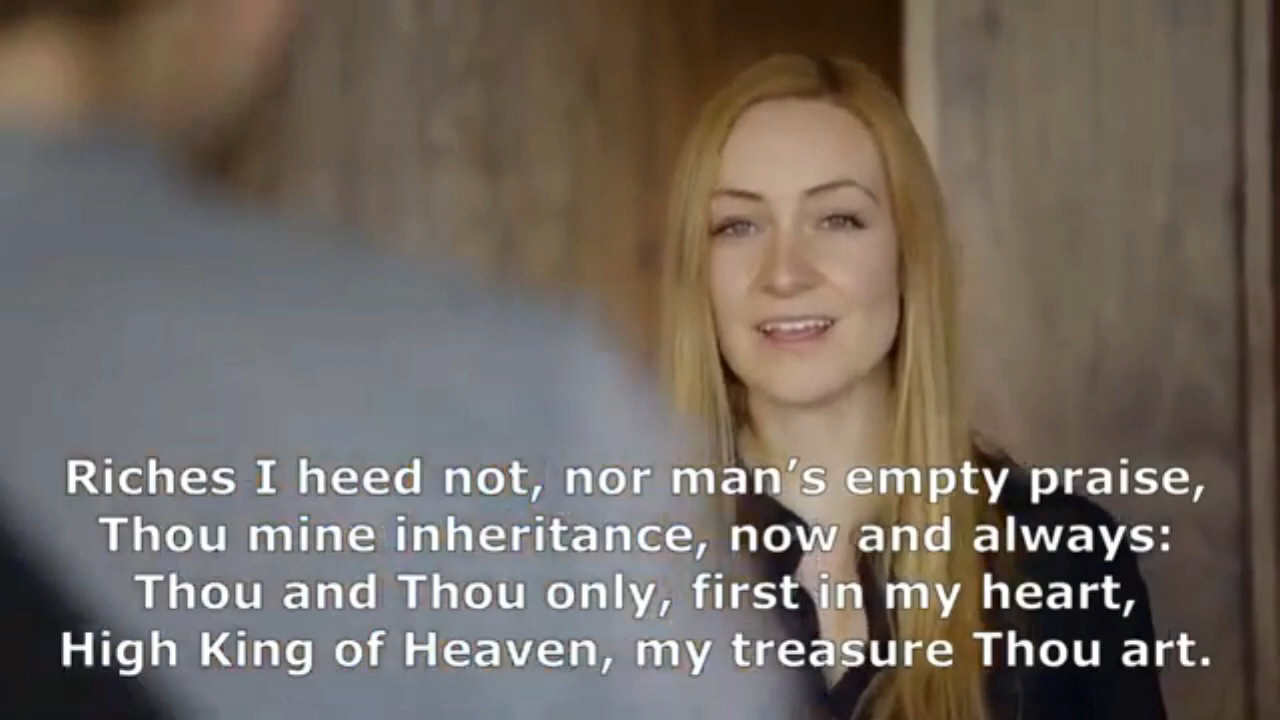 Riches I heed not, nor man’s empty praise,
Thou mine inheritance, now and always:
Thou and Thou only, first in my heart,
High King of Heaven, my treasure Thou art.